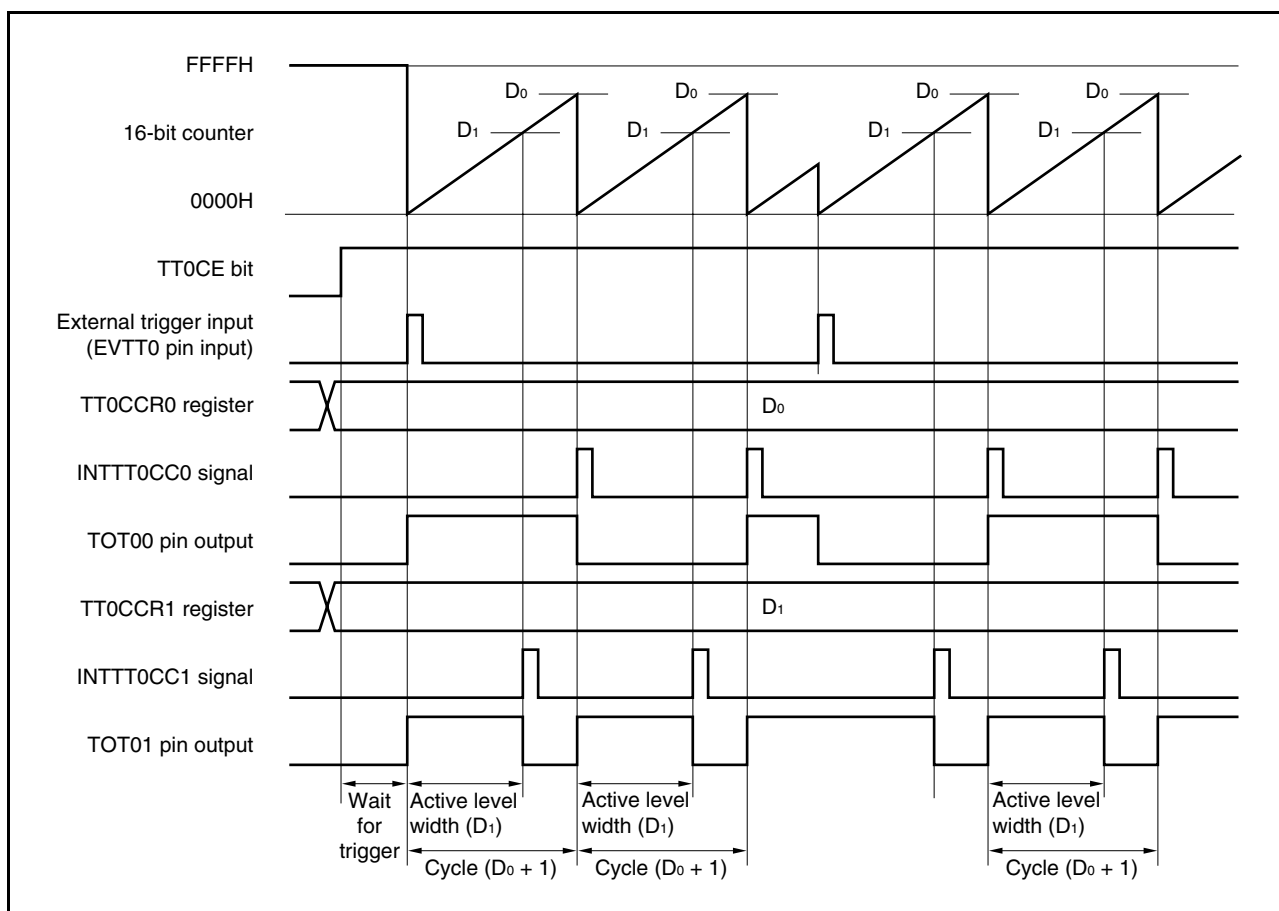 FFFFH
D0
D0
D0
D0
16-bit counter
D1
D1
D1
D1
0000H
TT0CE bit
External trigger input
(EVTT0 pin input)
TT0CCR0 register
D0
INTTT0CC0 signal
TOT00 pin output
TT0CCR1 register
D1
INTTT0CC1 signal
TOT01 pin output
Wait
for
trigger
Active level
width (D1)
Active level
width (D1)
Active level
width (D1)
Cycle (D0 + 1)
Cycle (D0 + 1)
Cycle (D0 + 1)